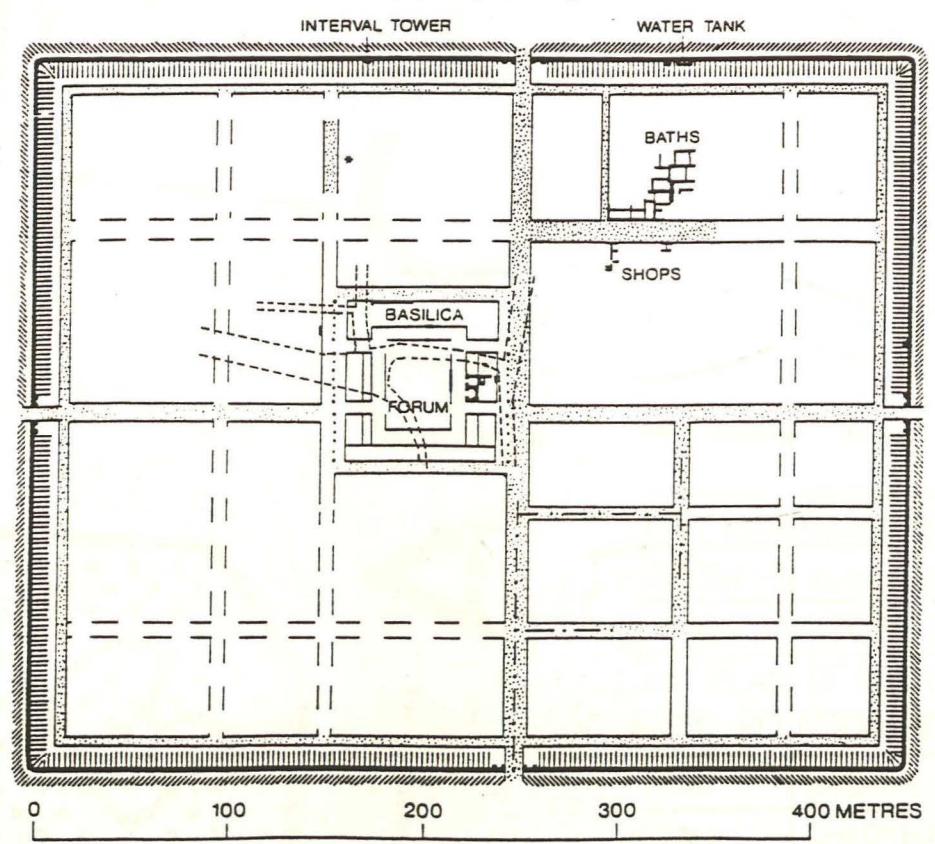 INTERVAL TOWER
WATER TANK
BATHS
SHOPS
BASILICA
FORUM
0 100 200 300 400 METRES